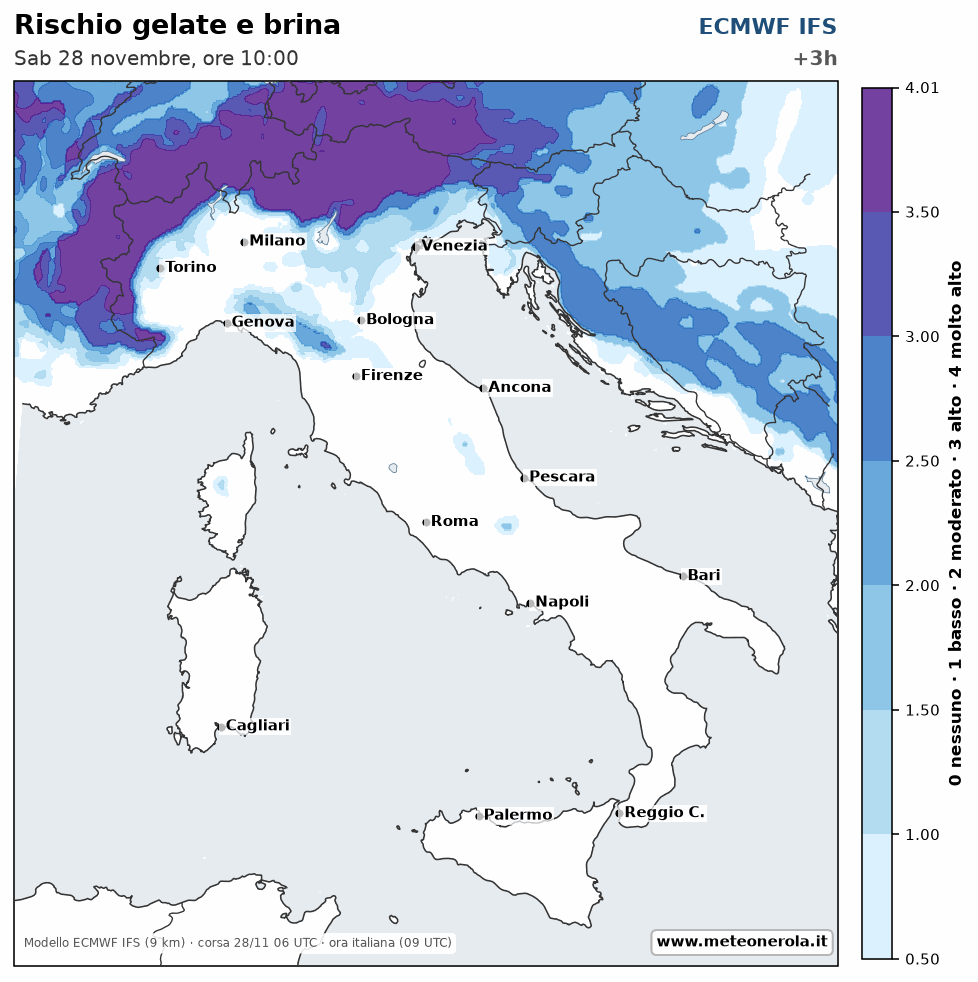 Rischio gelate e brina
ECMWF IFS
Sab 28 novembre, ore 10:00
+3h
Milano
Venezia
Torino
Genova
Bologna
Firenze
Ancona
Pescara
Roma
Bari
Napoli
Cagliari
Palermo
Reggio C.
Modello ECMWF IFS (9 km) · corsa 28/11 06 UTC · ora italiana (09 UTC)
www.meteonerola.it
4.01
3.50
3.00
2.50
2.00
1.50
1.00
0.50
0 nessuno · 1 basso · 2 moderato · 3 alto · 4 molto alto